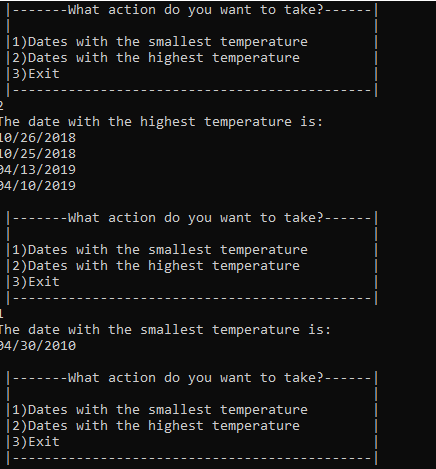 |-------What action do you want to take?------|
|                                             |
|1)Dates with the smallest temperature        |
|2)Dates with the highest temperature         |
|3)Exit                                       |
|---------------------------------------------|
2
The date with the highest temperature is:
10/26/2018
10/25/2018
04/13/2019
04/10/2019
|-------What action do you want to take?------|
|                                             |
|1)Dates with the smallest temperature        |
|2)Dates with the highest temperature         |
|3)Exit                                       |
|---------------------------------------------|
1
The date with the smallest temperature is:
04/30/2010
|-------What action do you want to take?------|
|                                             |
|1)Dates with the smallest temperature        |
|2)Dates with the highest temperature         |
|3)Exit                                       |
|---------------------------------------------|